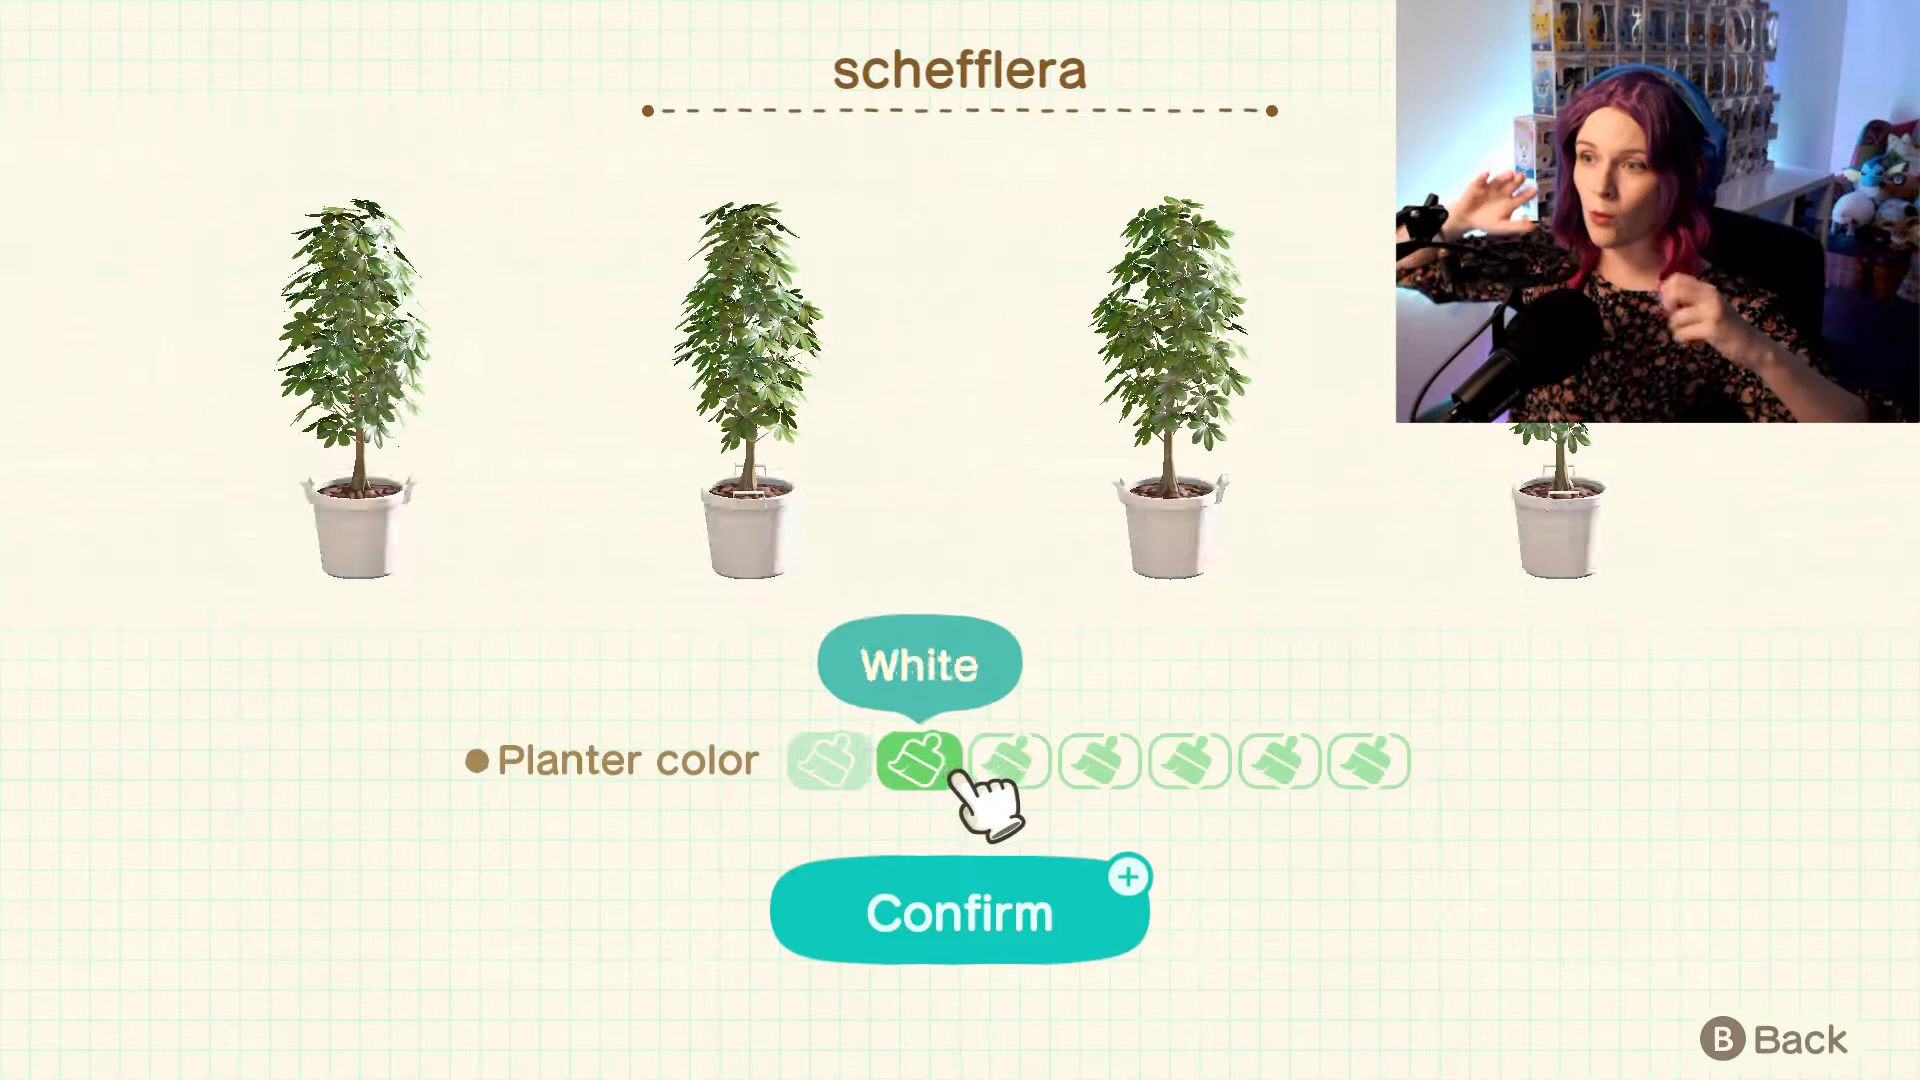 schefflera
White
Planter color
Confirm
B Back